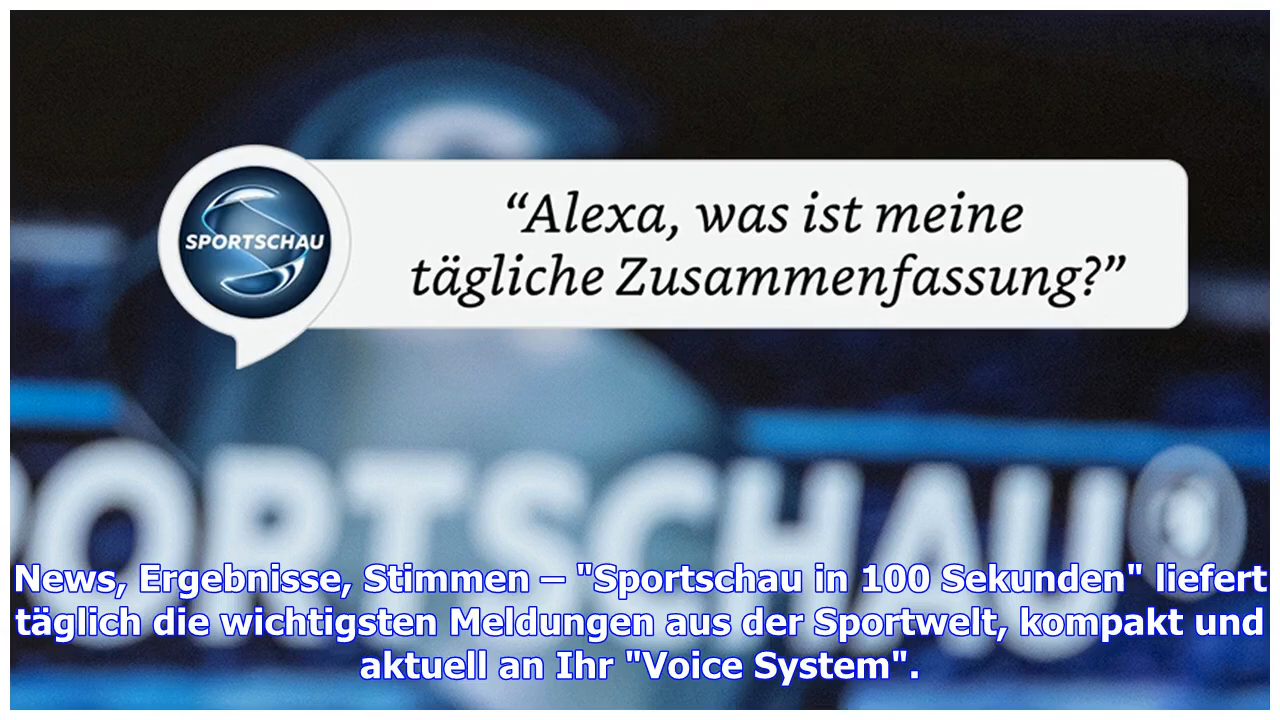 SPORTSCHAU
“Alexa, was ist meine
tägliche Zusammenfassung?”
PORTSCHAU
News, Ergebnisse, Stimmen – "Sportschau in 100 Sekunden" liefert
täglich die wichtigsten Meldungen aus der Sportwelt, kompakt und
aktuell an Ihr "Voice System".